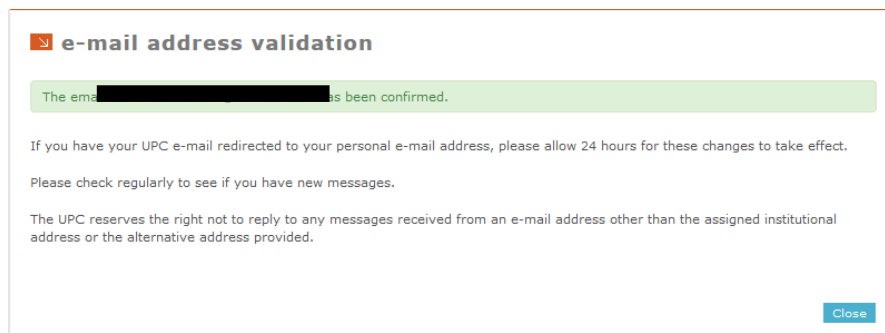 e-mail address validation
The ema as been confirmed.
If you have your UPC e-mail redirected to your personal e-mail address, please allow 24 hours for these changes to take effect.
Please check regularly to see if you have new messages.
The UPC reserves the right not to reply to any messages received from an e-mail address other than the assigned institutional
address or the alternative address provided.
Close